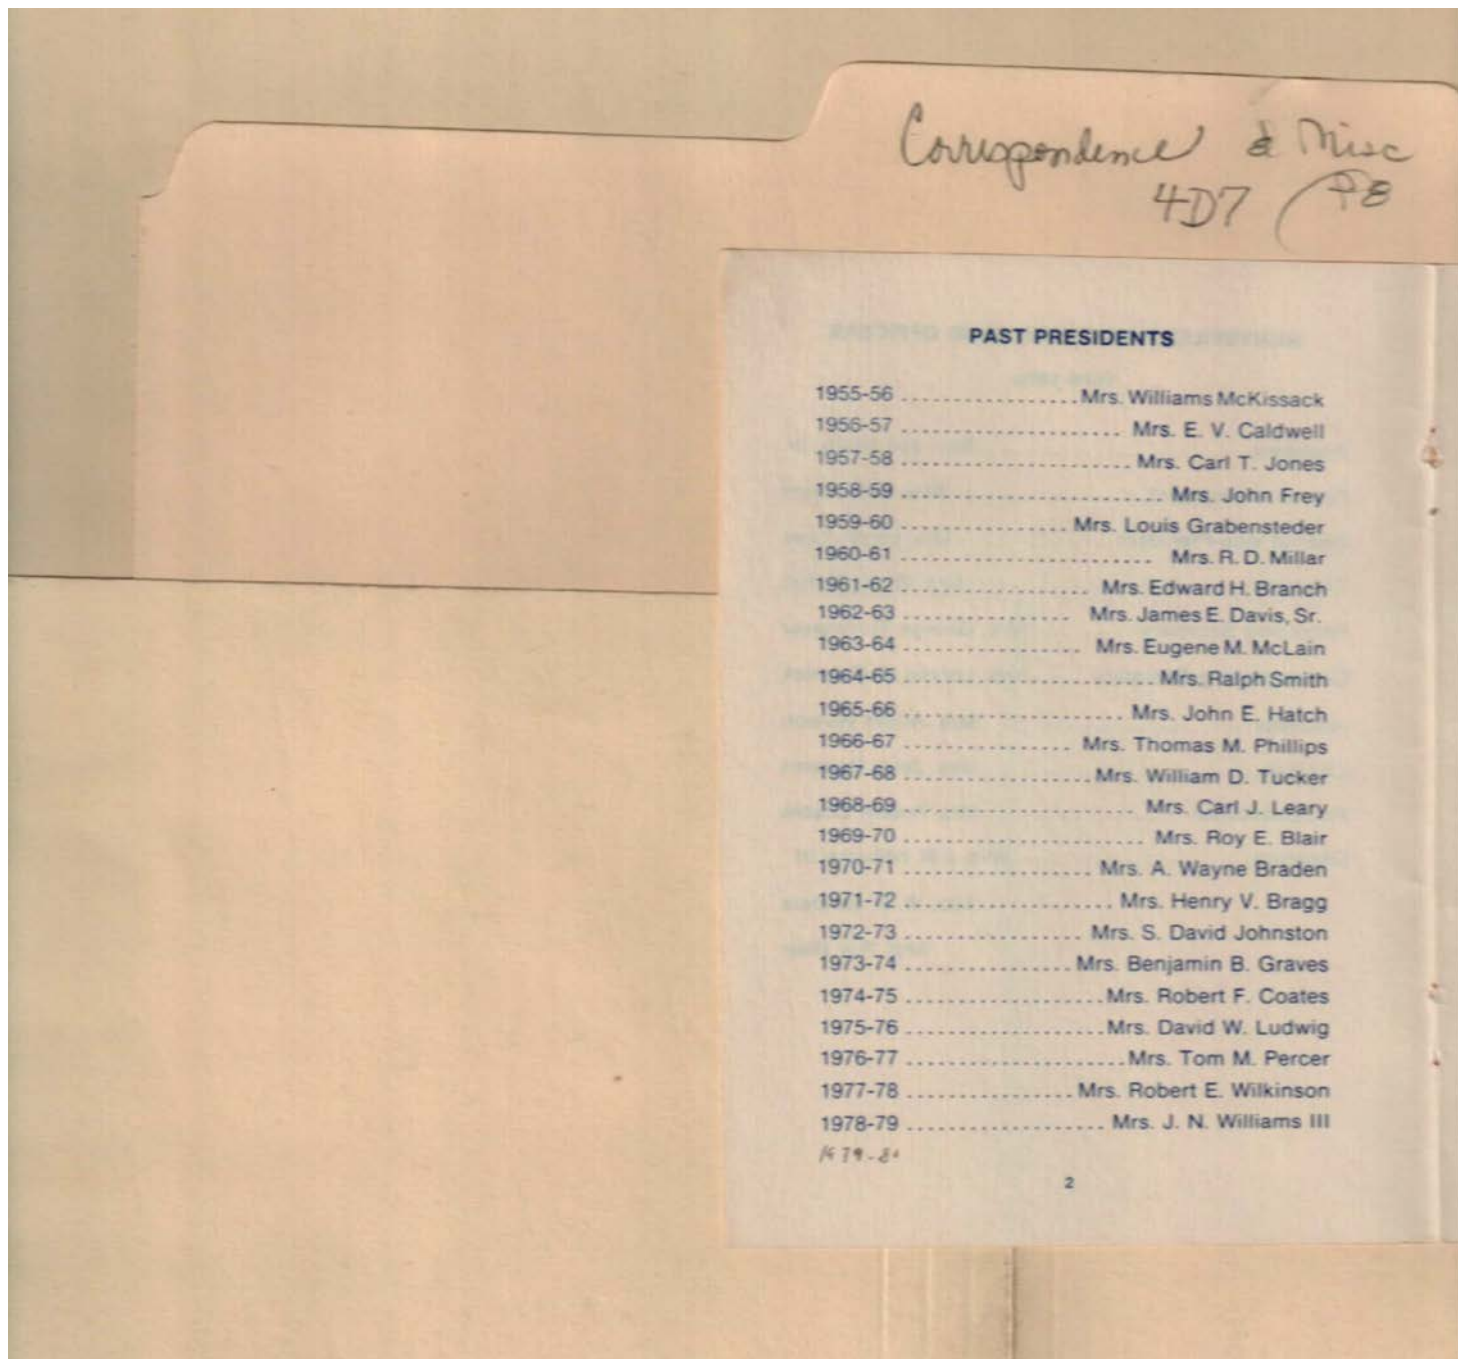 Correspondence & Misc
4D7
PAST PRESIDENTS
1955-56 .................Mrs. Williams McKissack
1956-57 ..................... Mrs. E. V. Caldwell
1957-58 ...................... Mrs. Carl T. Jones
1958-59 ......................... Mrs. John Frey
1959-60 ................ Mrs. Louis Grabensteder
1960-61 ........................ Mrs. R. D. Millar
1961-62 .................. Mrs. Edward H. Branch
1962-63 ................ Mrs. James E. Davis, Sr.
1963-64 ................. Mrs. Eugene M. McLain
1964-65 ........................ Mrs. Ralph Smith
1965-66 ..................... Mrs. John E. Hatch
1966-67 ................ Mrs. Thomas M. Phillips
1967-68 ..................Mrs. William D. Tucker
1968-69 ...................... Mrs. Carl J. Leary
1969-70 ....................... Mrs. Roy E. Blair
1970-71 .................. Mrs. A. Wayne Braden
1971-72 .................... Mrs. Henry V. Bragg
1972-73 ................. Mrs. S. David Johnston
1973-74 ................Mrs. Benjamin B. Graves
1974-75 ...................Mrs. Robert F. Coates
1975-76 ...................Mrs. David W. Ludwig
1976-77 .....................Mrs. Tom M. Percer
1977-78 ................Mrs. Robert E. Wilkinson
1978-79 ................... Mrs. J. N. Williams III
1979-80
2